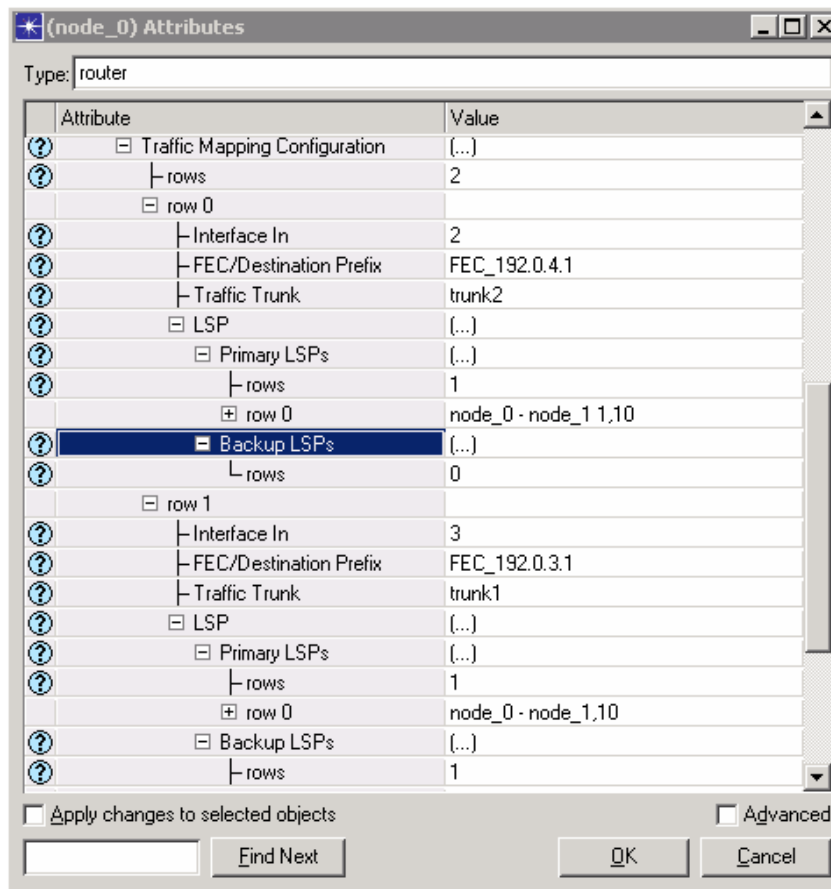 (node_0) Attributes
Type: router
Attribute Value
Traffic Mapping Configuration (...)
rows 2
row 0
Interface In 2
FEC/Destination Prefix FEC_192.0.4.1
Traffic Trunk trunk2
LSP (...)
Primary LSPs (...)
rows 1
row 0 node_0 - node_1 1,10
Backup LSPs (...)
rows 0
row 1
Interface In 3
FEC/Destination Prefix FEC_192.0.3.1
Traffic Trunk trunk1
LSP (...)
Primary LSPs (...)
rows 1
row 0 node_0 - node_1,10
Backup LSPs (...)
rows 1
Apply changes to selected objects Advanced
Find Next OK Cancel